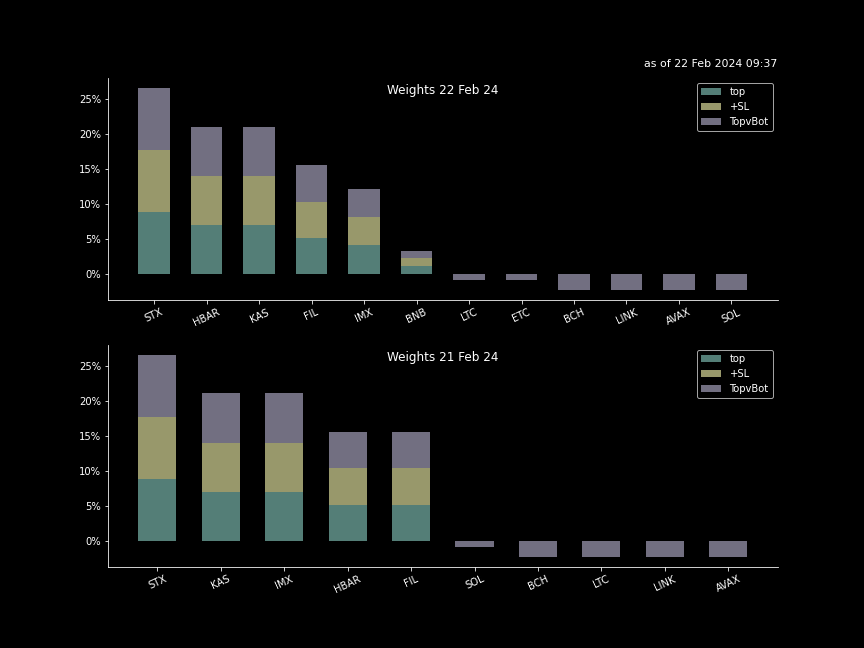 as of 22 Feb 2024 09:37
Weights 22 Feb 24
top
+SL
TopvBot
25%
20%
15%
10%
5%
0%
STX HBAR KAS FIL IMX BNB LTC ETC BCH LINK AVAX SOL
Weights 21 Feb 24
top
+SL
TopvBot
25%
20%
15%
10%
5%
0%
STX KAS IMX HBAR FIL SOL BCH LTC LINK AVAX